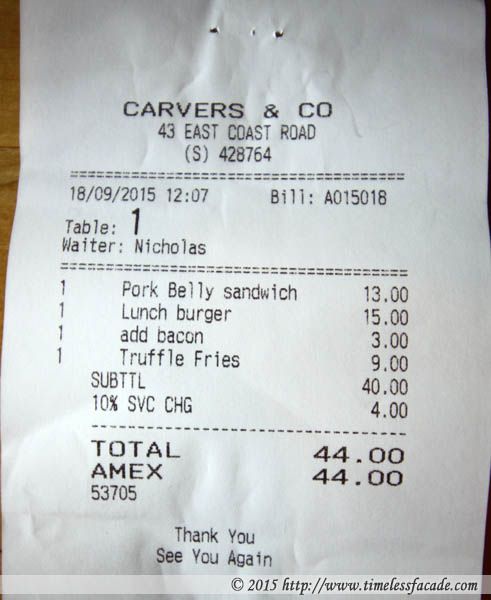 CARVERS & CO
43 EAST COAST ROAD
(S) 428764
========================================
18/09/2015 12:07 Bill: A015018
Table: 1
Waiter: Nicholas
========================================
1 Pork Belly sandwich 13.00
1 Lunch burger 15.00
1 add bacon 3.00
1 Truffle Fries 9.00
SUBTTL 40.00
10% SVC CHG 4.00
----------------------------------------
TOTAL 44.00
AMEX 44.00
53705
Thank You
See You Again
© 2015 http://www.timelessfacade.com